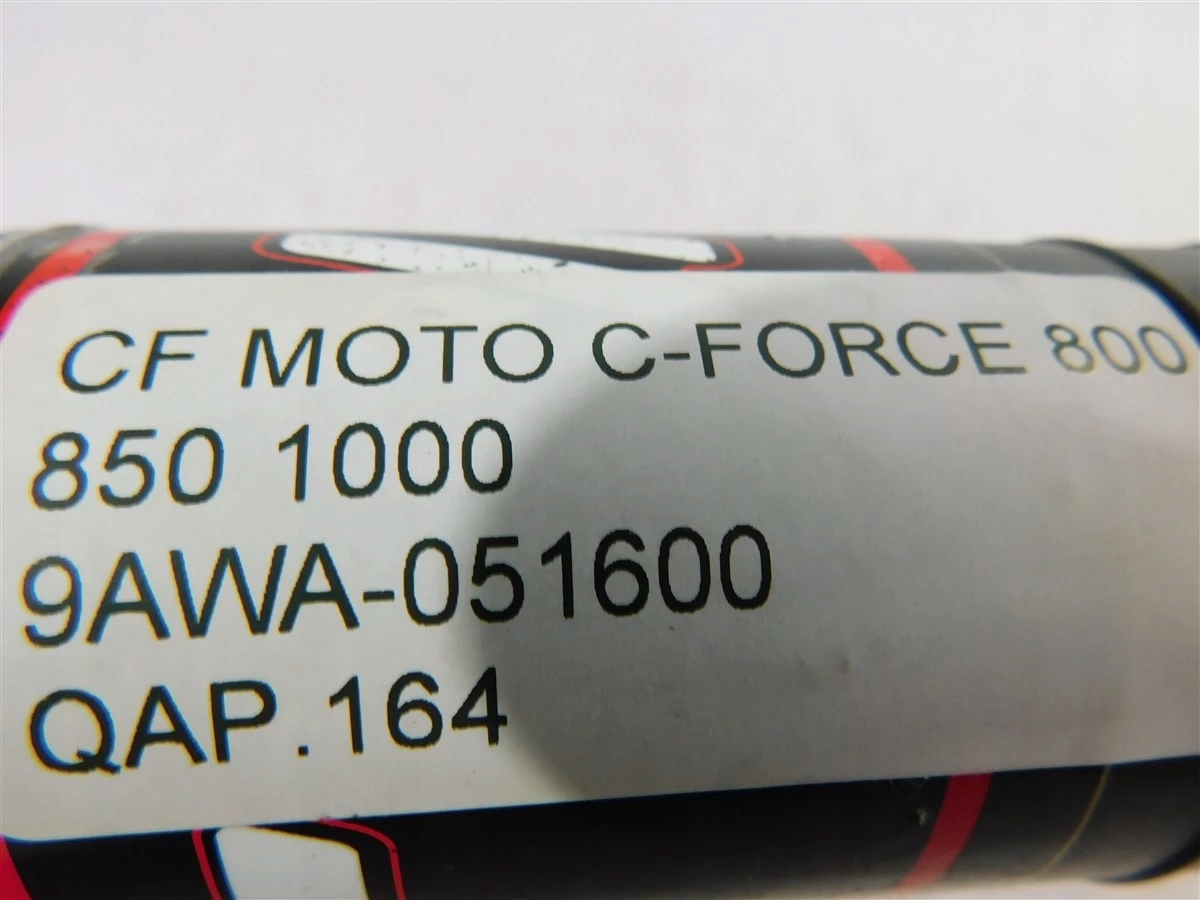 CF MOTO C-FORCE 800
850 1000
9AWA-051600
QAP.164